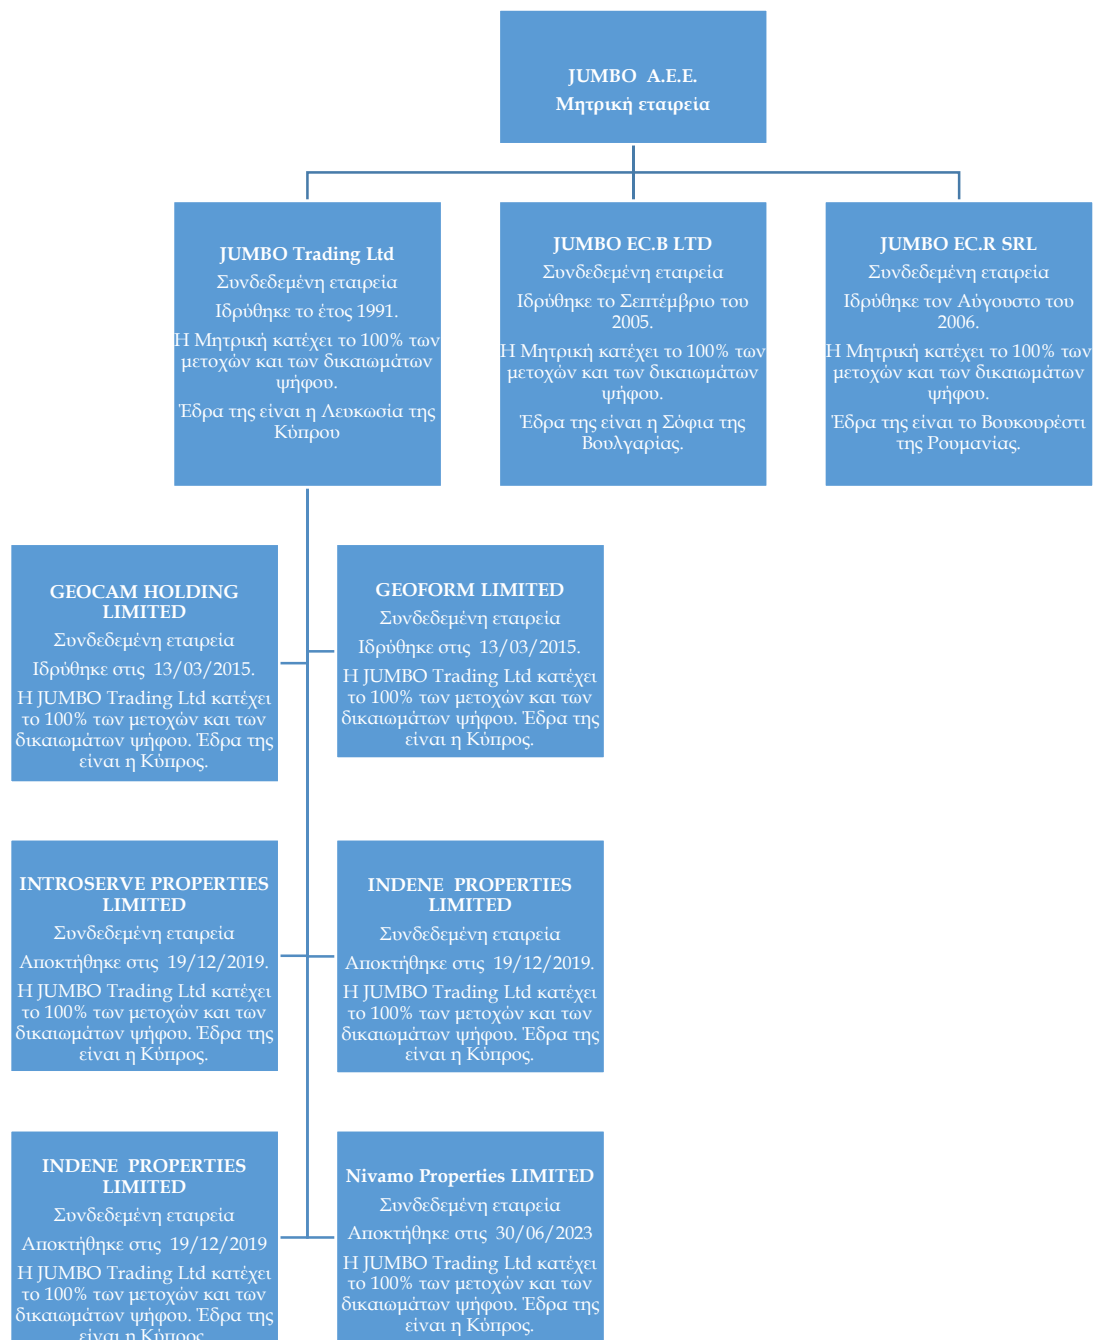 JUMBO A.E.E.
Μητρική εταιρεία
JUMBO Trading Ltd
Συνδεδεμένη εταιρεία
Ιδρύθηκε το έτος 1991.
Η Μητρική κατέχει το 100% των
μετοχών και των δικαιωμάτων
ψήφου.
Έδρα της είναι η Λευκωσία της
Κύπρου
JUMBO EC.B LTD
Συνδεδεμένη εταιρεία
Ιδρύθηκε το Σεπτέμβριο του
2005.
Η Μητρική κατέχει το 100% των
μετοχών και των δικαιωμάτων
ψήφου.
Έδρα της είναι η Σόφια της
Βουλγαρίας.
JUMBO EC.R SRL
Συνδεδεμένη εταιρεία
Ιδρύθηκε τον Αύγουστο του
2006.
Η Μητρική κατέχει το 100% των
μετοχών και των δικαιωμάτων
ψήφου.
Έδρα της είναι το Βουκουρέστι
της Ρουμανίας.
GEOCAM HOLDING
LIMITED
Συνδεδεμένη εταιρεία
Ιδρύθηκε στις 13/03/2015.
Η JUMBO Trading Ltd κατέχει
το 100% των μετοχών και των
δικαιωμάτων ψήφου. Έδρα της
είναι η Κύπρος.
GEOFORM LIMITED
Συνδεδεμένη εταιρεία
Ιδρύθηκε στις 13/03/2015.
Η JUMBO Trading Ltd κατέχει
το 100% των μετοχών και των
δικαιωμάτων ψήφου. Έδρα της
είναι η Κύπρος.
INTROSERVE PROPERTIES
LIMITED
Συνδεδεμένη εταιρεία
Αποκτήθηκε στις 19/12/2019.
Η JUMBO Trading Ltd κατέχει
το 100% των μετοχών και των
δικαιωμάτων ψήφου. Έδρα της
είναι η Κύπρος.
INDENE PROPERTIES
LIMITED
Συνδεδεμένη εταιρεία
Αποκτήθηκε στις 19/12/2019.
Η JUMBO Trading Ltd κατέχει
το 100% των μετοχών και των
δικαιωμάτων ψήφου. Έδρα της
είναι η Κύπρος.
INDENE PROPERTIES
LIMITED
Συνδεδεμένη εταιρεία
Αποκτήθηκε στις 19/12/2019
Η JUMBO Trading Ltd κατέχει
το 100% των μετοχών και των
δικαιωμάτων ψήφου. Έδρα της
είναι η Κύπρος
Nivamo Properties LIMITED
Συνδεδεμένη εταιρεία
Αποκτήθηκε στις 30/06/2023
Η JUMBO Trading Ltd κατέχει
το 100% των μετοχών και των
δικαιωμάτων ψήφου. Έδρα της
είναι η Κύπρος.